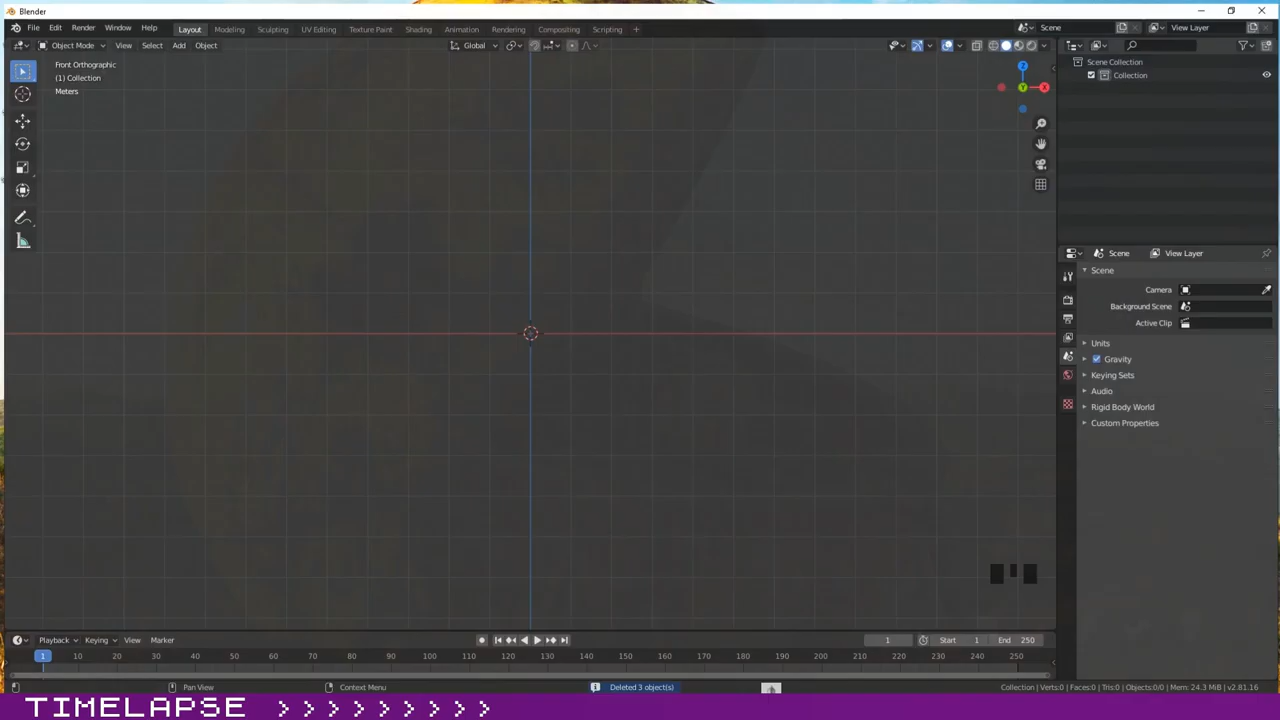 Blender
File Edit Render Window Help Layout Modeling Sculpting UV Editing Texture Paint Shading Animation Rendering Compositing Scripting + Scene View Layer
Object Mode View Select Add Object Global
Front Orthographic
(1) Collection
Meters
Z
Y
X
Scene Collection
Collection
Scene View Layer
Scene
Camera
Background Scene
Active Clip
Units
Gravity
Keying Sets
Audio
Rigid Body World
Custom Properties
Playback Keying View Marker 1 Start 1 End 250
1 10 20 30 40 50 60 70 80 90 100 110 120 130 140 150 160 170 180 190 200 210 220 230 240 250
Pan View Context Menu Deleted 3 object(s) Collection | Verts:0 | Faces:0 | Tris:0 | Objects:0/0 | Mem: 24.3 MiB | v2.81.16
TIMELAPSE > > > > > > > > >